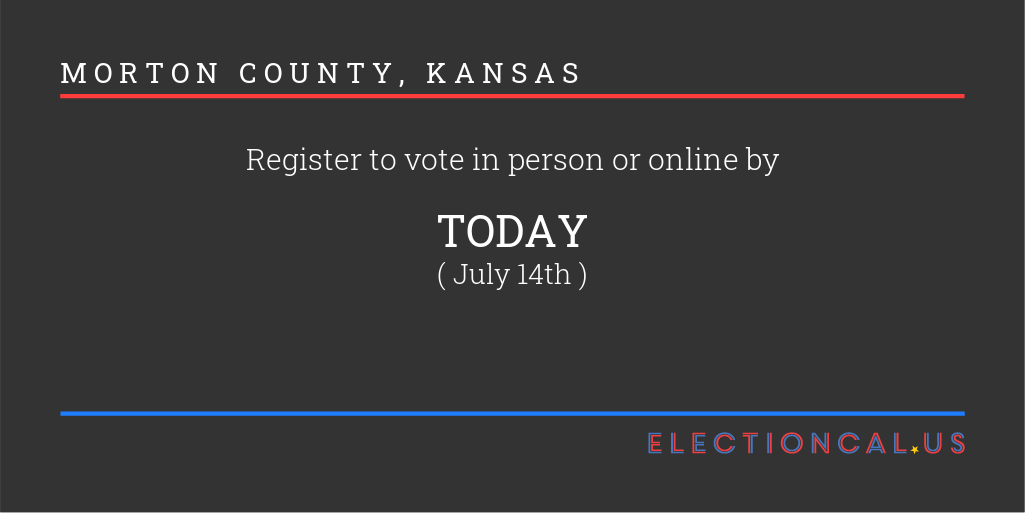 MORTON COUNTY, KANSAS
Register to vote in person or online by
TODAY
( July 14th )
ELECTIONCAL.US